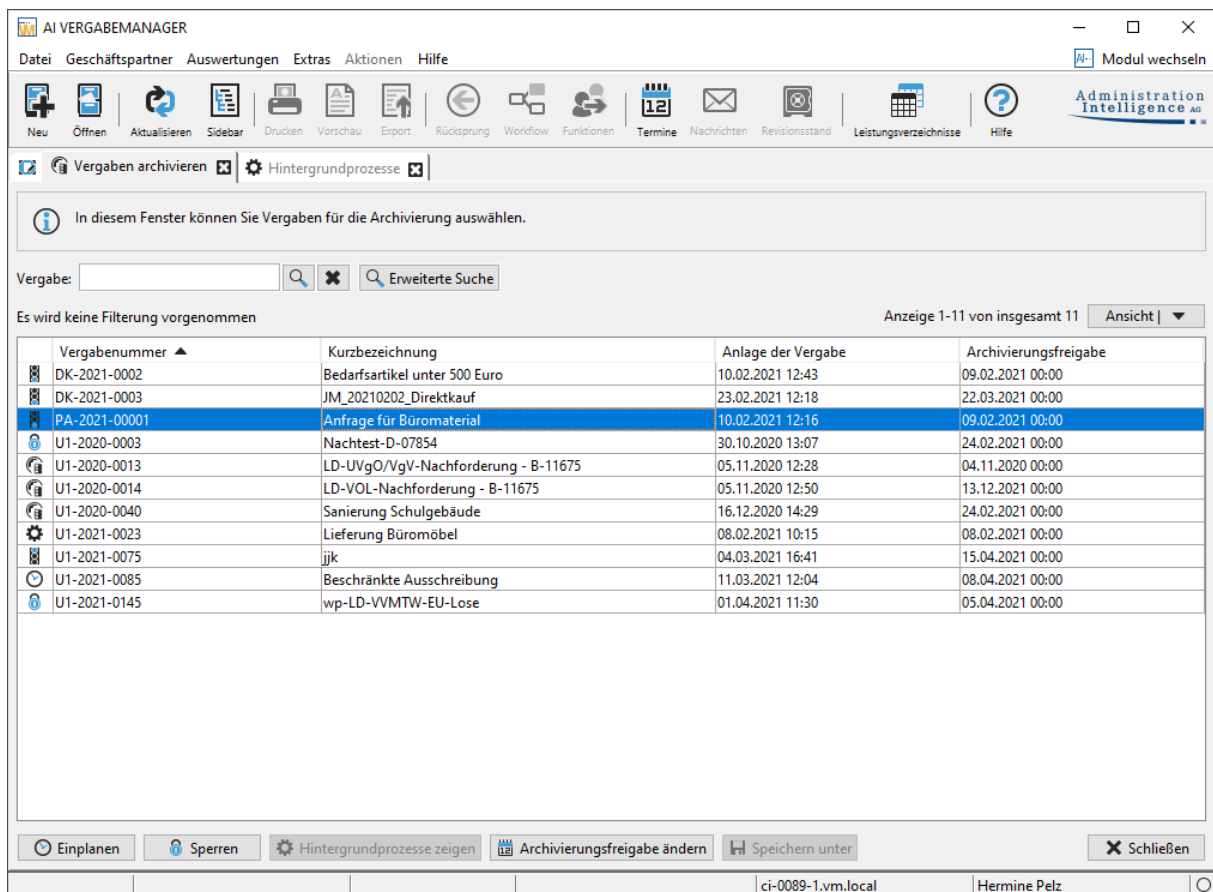 AI VERGABEMANAGER
Datei Geschäftspartner Auswertungen Extras Aktionen Hilfe AI-- Modul wechseln
12
Neu Öffnen Aktualisieren Sidebar Drucken Vorschau Export Rücksprung Workflow Funktionen Termine Nachrichten Revisionsstand Leistungsverzeichnisse Hilfe
Administration
Intelligence AG
Vergaben archivieren Hintergrundprozesse
In diesem Fenster können Sie Vergaben für die Archivierung auswählen.
Vergabe: Erweiterte Suche
Es wird keine Filterung vorgenommen Anzeige 1-11 von insgesamt 11 Ansicht |
Vergabenummer Kurzbezeichnung Anlage der Vergabe Archivierungsfreigabe
DK-2021-0002 Bedarfsartikel unter 500 Euro 10.02.2021 12:43 09.02.2021 00:00
DK-2021-0003 JM_20210202_Direktkauf 23.02.2021 12:18 22.03.2021 00:00
PA-2021-00001 Anfrage für Büromaterial 10.02.2021 12:16 09.02.2021 00:00
U1-2020-0003 Nachtest-D-07854 30.10.2020 13:07 24.02.2021 00:00
U1-2020-0013 LD-UVgO/VgV-Nachforderung - B-11675 05.11.2020 12:28 04.11.2020 00:00
U1-2020-0014 LD-VOL-Nachforderung - B-11675 05.11.2020 12:50 13.12.2021 00:00
U1-2020-0040 Sanierung Schulgebäude 16.12.2020 14:29 24.02.2021 00:00
U1-2021-0023 Lieferung Büromöbel 08.02.2021 10:15 08.02.2021 00:00
U1-2021-0075 jjk 04.03.2021 16:41 15.04.2021 00:00
U1-2021-0085 Beschränkte Ausschreibung 11.03.2021 12:04 08.04.2021 00:00
U1-2021-0145 wp-LD-VVMTW-EU-Lose 01.04.2021 11:30 05.04.2021 00:00
Einplanen Sperren Hintergrundprozesse zeigen 12 Archivierungsfreigabe ändern Speichern unter Schließen
ci-0089-1.vm.local Hermine Pelz